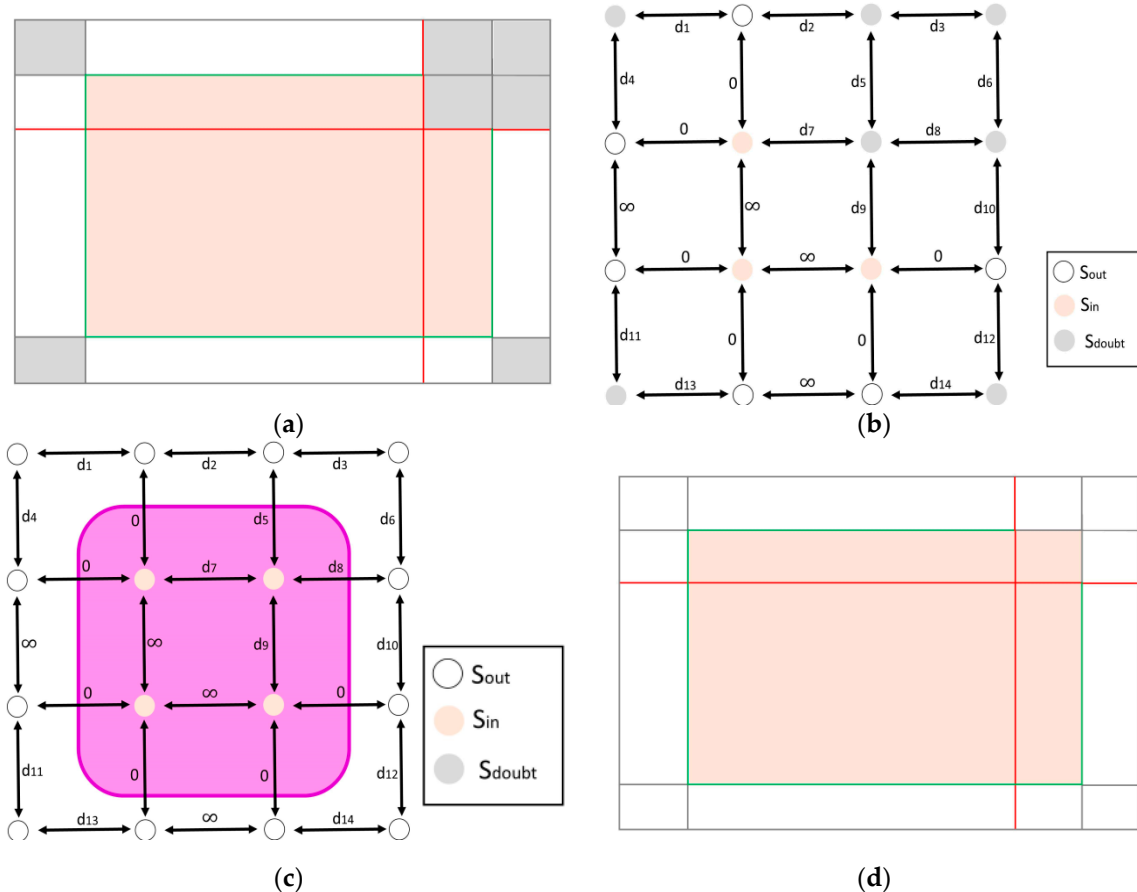 d1 d2 d3
d4 0 d5 d6
0 d7 d8
∞ ∞ d9 d10
0 ∞ 0
d11 0 0 d12
d13 ∞ d14
Sout
Sin
Sdoubt
(a)
(b)
d1 d2 d3
d4 0 d5 d6
0 d7 d8
∞ ∞ d9 d10
0 ∞ 0
d11 0 0 d12
d13 ∞ d14
Sout
Sin
Sdoubt
(c)
(d)